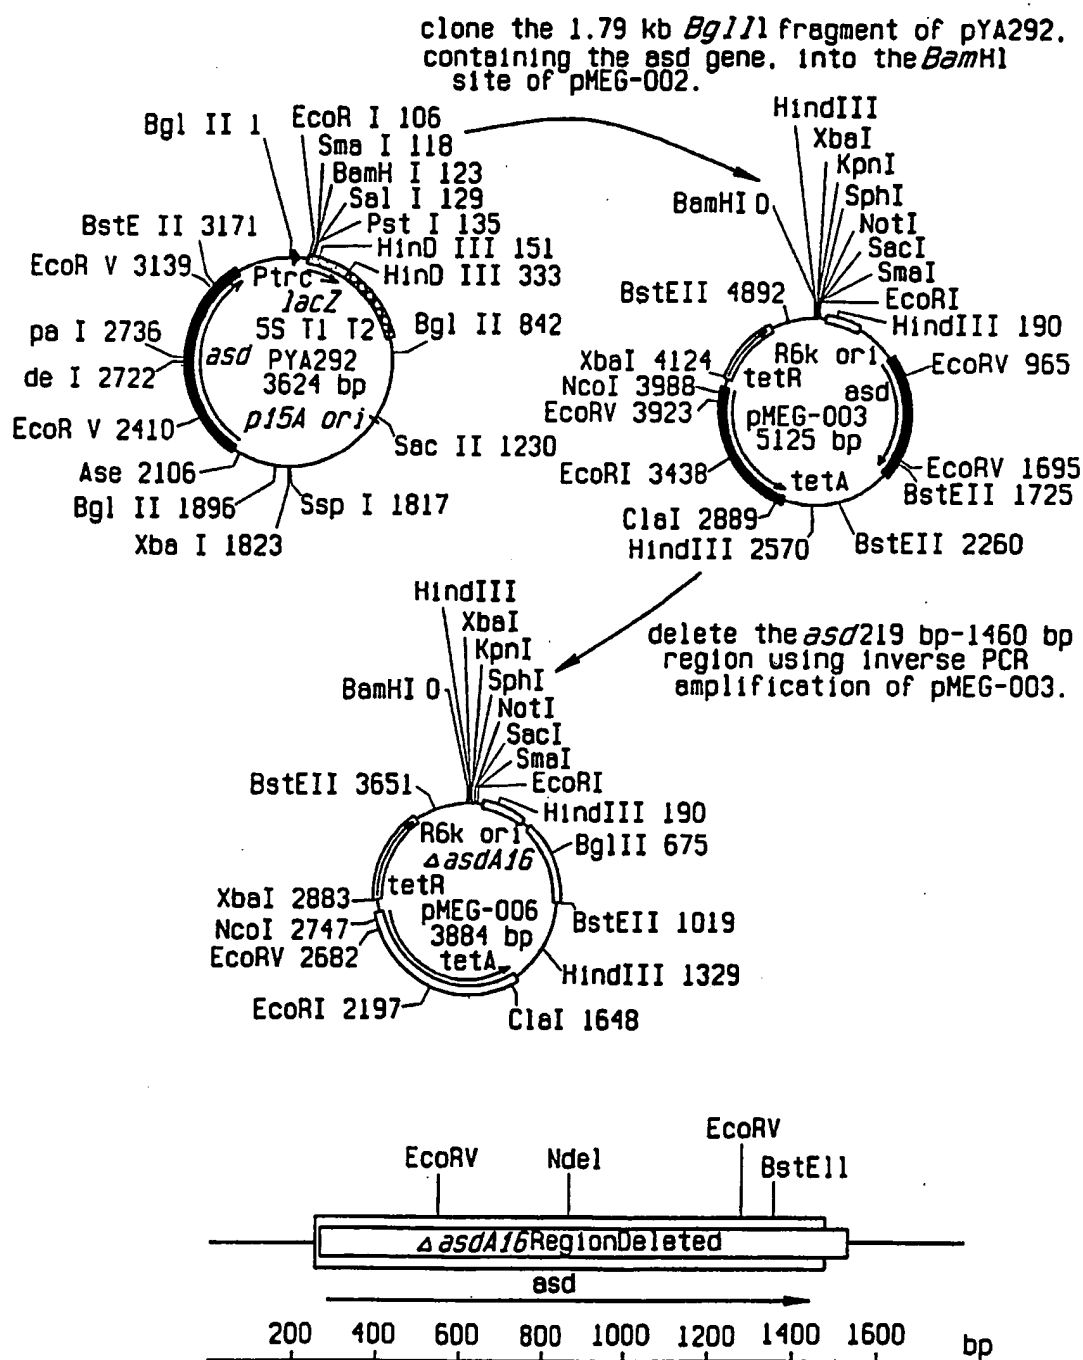 clone the 1.79 kb BglIl fragment of pYA292.
containing the asd gene. into the BamHl
site of pMEG-002.
Bgl II 1
EcoR I 106
Sma I 118
BamH I 123
Sal I 129
Pst I 135
HinD III 151
HinD III 333
Bgl II 842
BstE II 3171
EcoR V 3139
pa I 2736
de I 2722
EcoR V 2410
Ase 2106
Bgl II 1896
Xba I 1823
Ssp I 1817
Sac II 1230
Ptrc
lacZ
5S T1 T2
asd
PYA292
3624 bp
p15A ori
HindIII
XbaI
KpnI
SphI
NotI
SacI
SmaI
EcoRI
HindIII 190
BamHI 0
BstEII 4892
XbaI 4124
NcoI 3988
EcoRV 3923
EcoRI 3438
ClaI 2889
HindIII 2570
BstEII 2260
BstEII 1725
EcoRV 1695
EcoRV 965
R6k ori
tetR
asd
pMEG-003
5125 bp
tetA
delete the asd 219 bp-1460 bp
region using inverse PCR
amplification of pMEG-003.
HindIII
XbaI
KpnI
SphI
NotI
SacI
SmaI
EcoRI
HindIII 190
BglII 675
BstEII 1019
HindIII 1329
ClaI 1648
BamHI 0
BstEII 3651
XbaI 2883
NcoI 2747
EcoRV 2682
EcoRI 2197
R6k ori
ΔasdA16
tetR
pMEG-006
3884 bp
tetA
EcoRV
NdeI
EcoRV
BstEll
ΔasdA16RegionDeleted
asd
200 400 600 800 1000 1200 1400 1600 bp